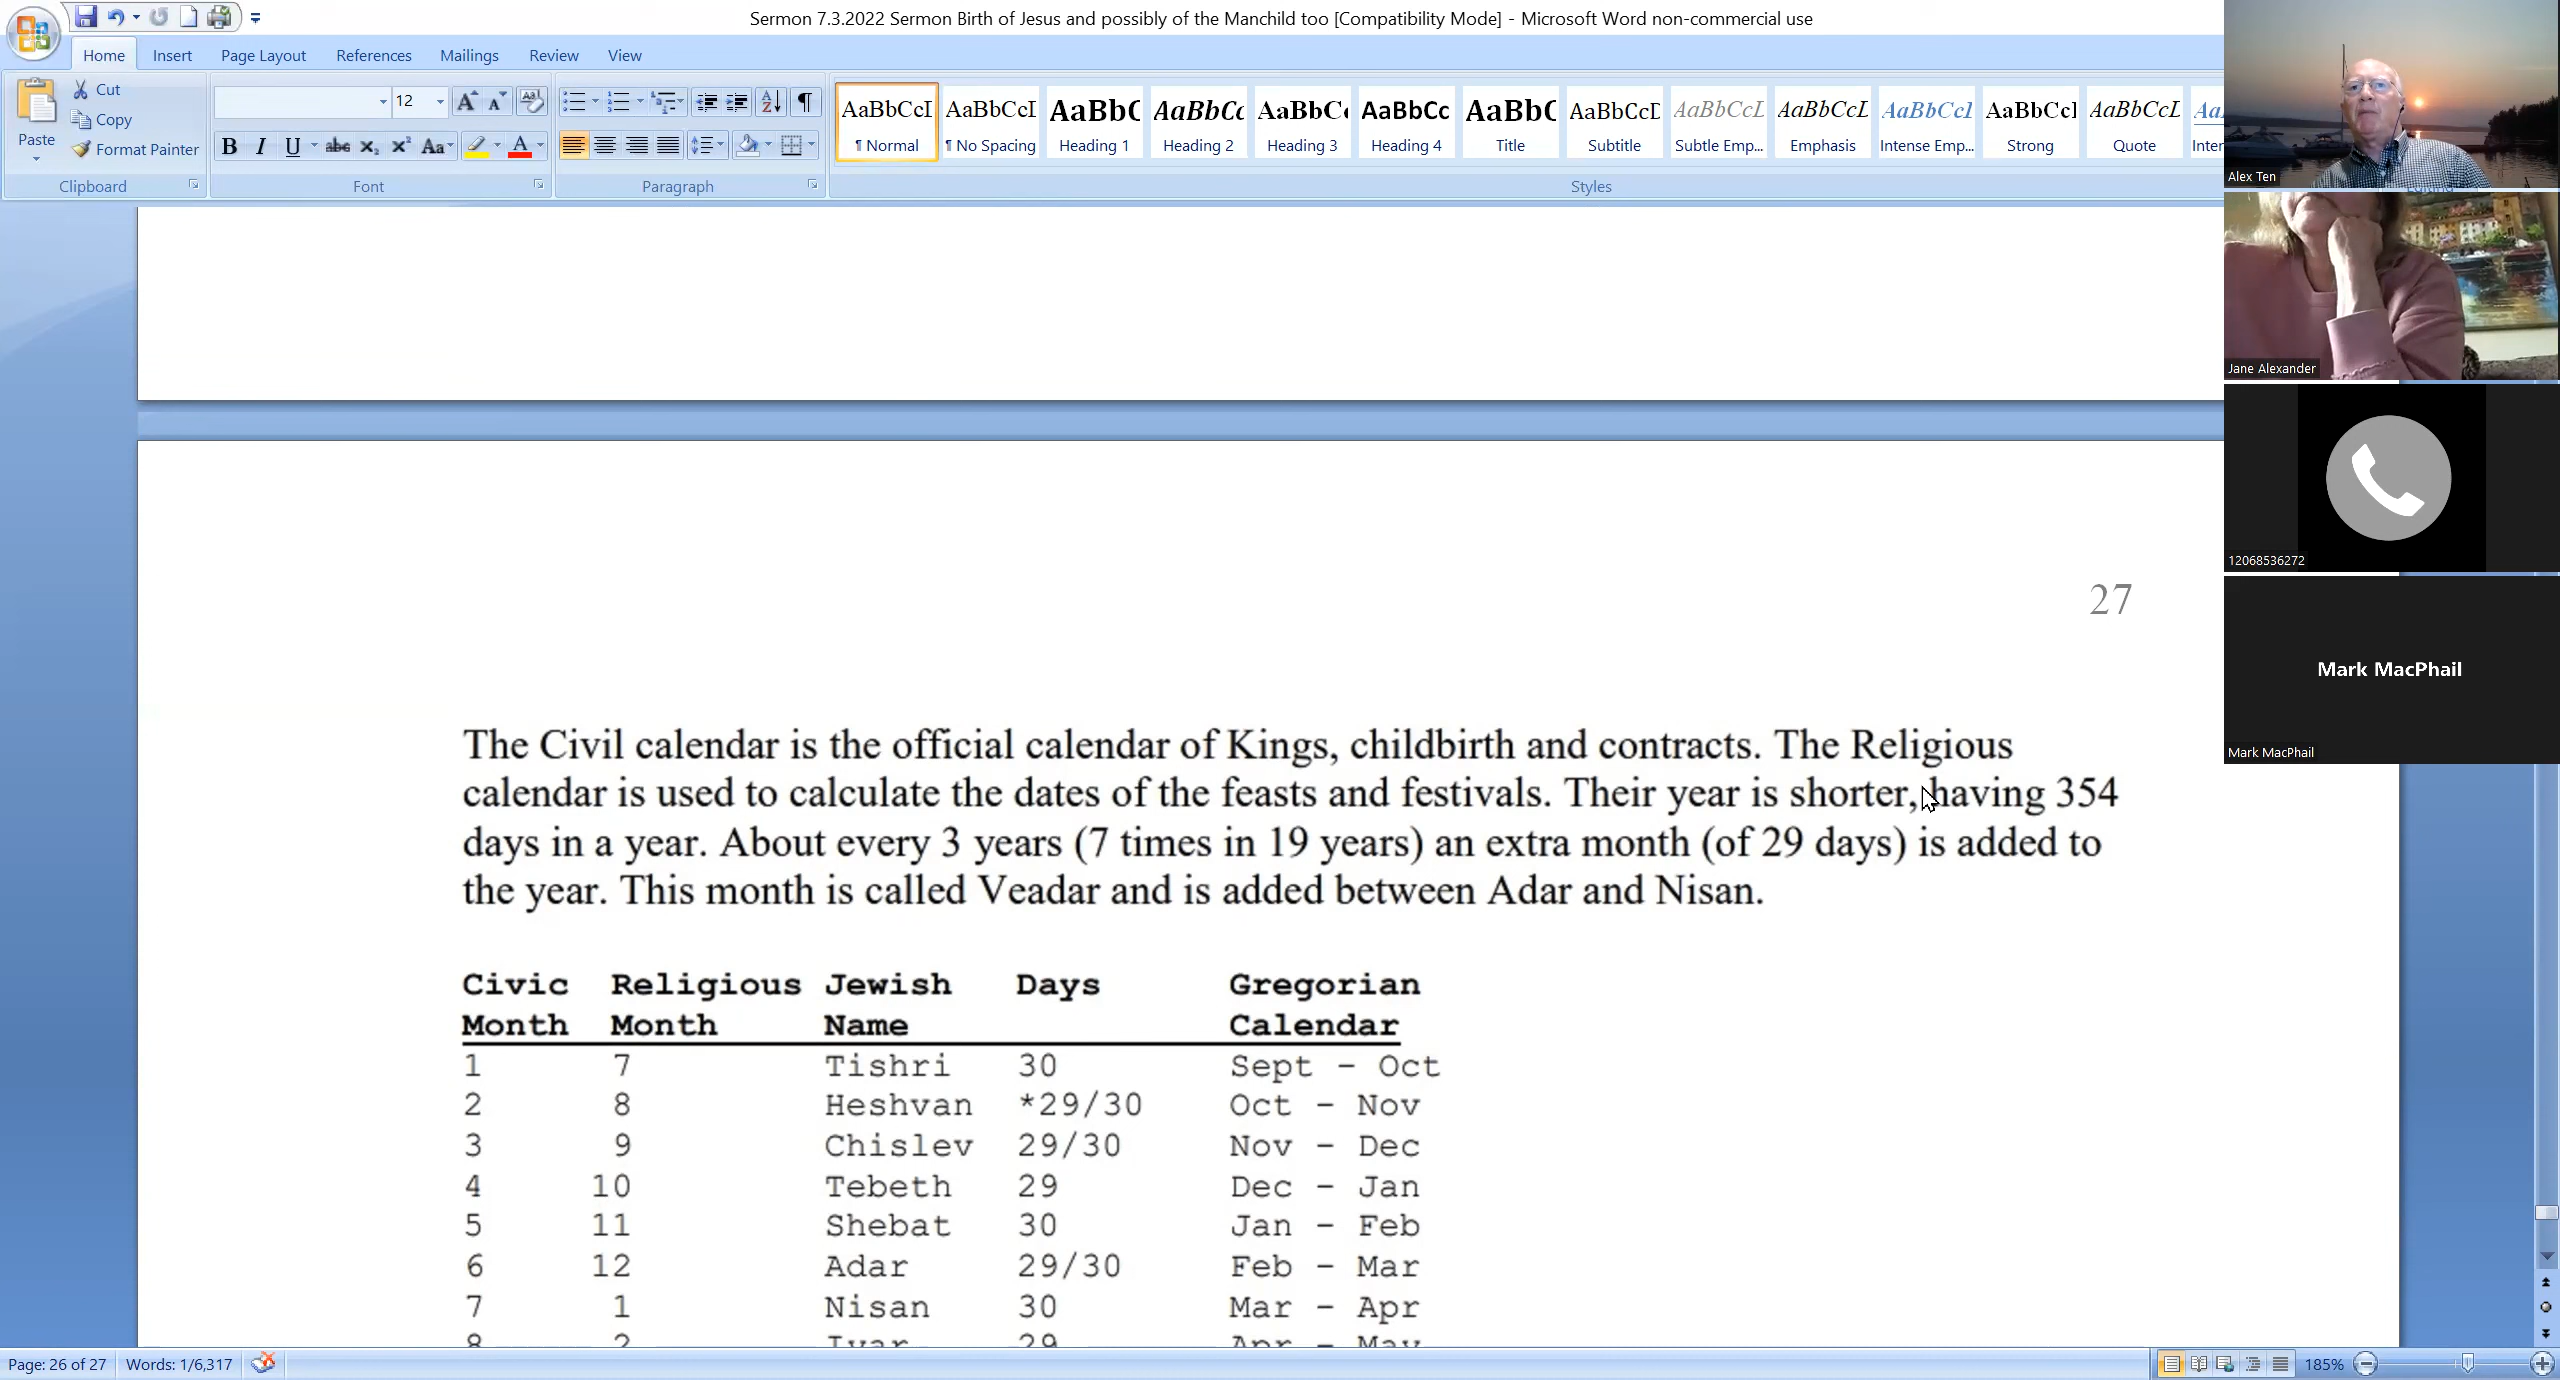 Sermon 7.3.2022 Sermon Birth of Jesus and possibly of the Manchild too [Compatibility Mode] - Microsoft Word non-commercial use
Home Insert Page Layout References Mailings Review View
Paste
Cut
Copy
Format Painter
Clipboard
12
B I U abc x₂ x² Aa A
Font
Paragraph
AaBbCcI AaBbCcI AaBbC AaBbCc AaBbCc AaBbCc AaBbC AaBbCcD AaBbCcL AaBbCcL AaBbCcI AaBbCcI AaBbCcL
¶ Normal ¶ No Spacing Heading 1 Heading 2 Heading 3 Heading 4 Title Subtitle Subtle Emp... Emphasis Intense Emp... Strong Quote
Styles
Alex Ten
Jane Alexander
12068536272
Mark MacPhail
Mark MacPhail
27
The Civil calendar is the official calendar of Kings, childbirth and contracts. The Religious
calendar is used to calculate the dates of the feasts and festivals. Their year is shorter, having 354
days in a year. About every 3 years (7 times in 19 years) an extra month (of 29 days) is added to
the year. This month is called Veadar and is added between Adar and Nisan.
Civic Religious Jewish Days Gregorian
Month Month Name Calendar
1 7 Tishri 30 Sept - Oct
2 8 Heshvan *29/30 Oct - Nov
3 9 Chislev 29/30 Nov - Dec
4 10 Tebeth 29 Dec - Jan
5 11 Shebat 30 Jan - Feb
6 12 Adar 29/30 Feb - Mar
7 1 Nisan 30 Mar - Apr
8 2 Iyar 29 Apr - May
Page: 26 of 27 Words: 1/6,317 185%